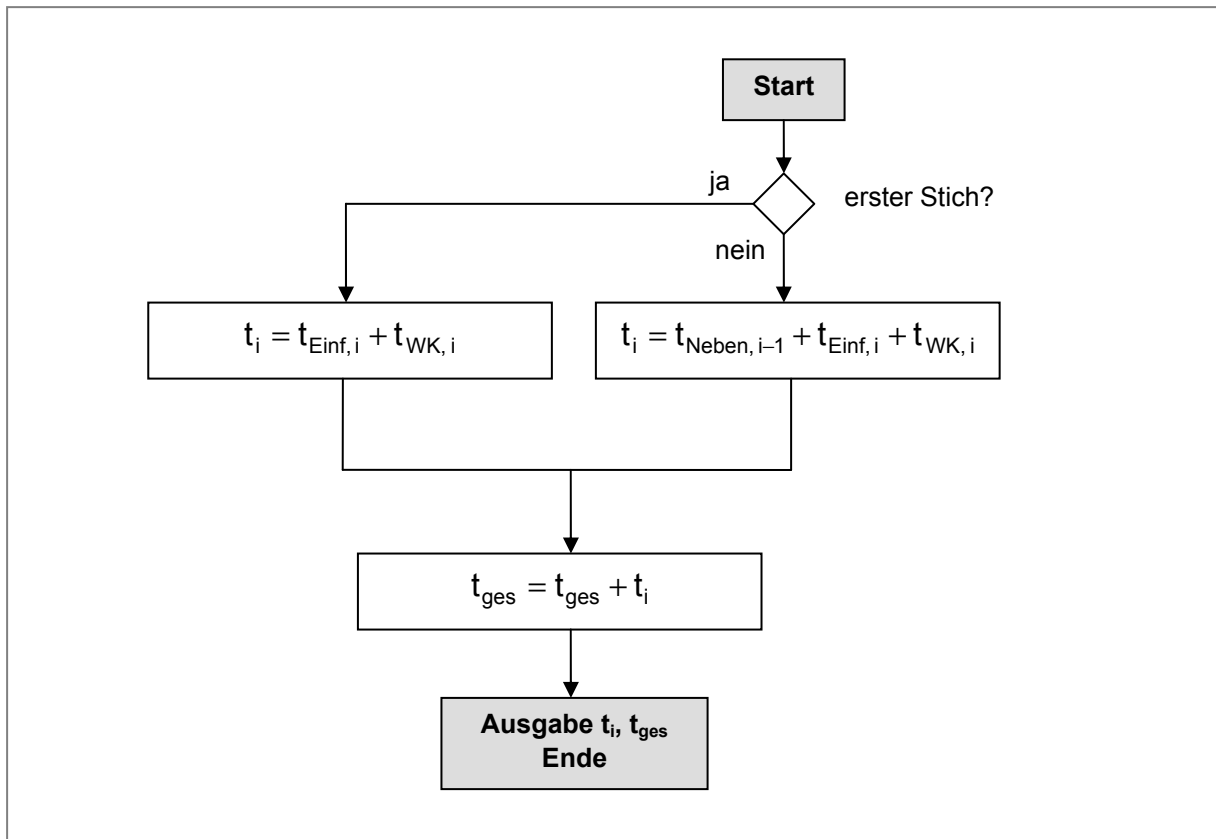 Start
ja
erster Stich?
nein
t_i = t_Einf, i + t_WK, i
t_i = t_Neben, i−1 + t_Einf, i + t_WK, i
t_ges = t_ges + t_i
Ausgabe t_i, t_ges
Ende